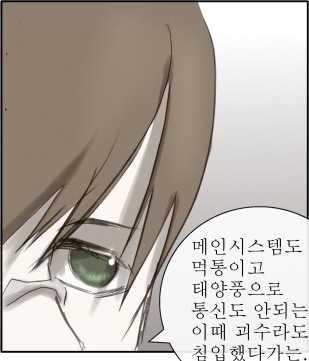 메인시스템도
먹통이고
태양풍으로
통신도 안되는
이때 괴수라도
침입했다가는.